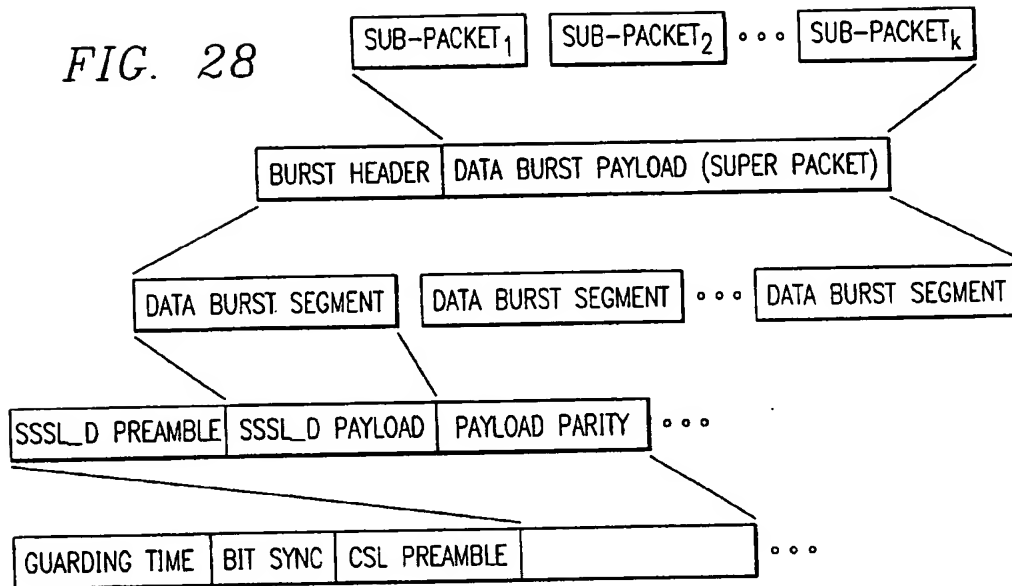 FIG. 28
SUB-PACKET₁ SUB-PACKET₂ ∘∘∘ SUB-PACKETₖ
BURST HEADER DATA BURST PAYLOAD (SUPER PACKET)
DATA BURST SEGMENT DATA BURST SEGMENT ∘∘∘ DATA BURST SEGMENT
SSSL_D PREAMBLE SSSL_D PAYLOAD PAYLOAD PARITY ∘∘∘
GUARDING TIME BIT SYNC CSL PREAMBLE ∘∘∘